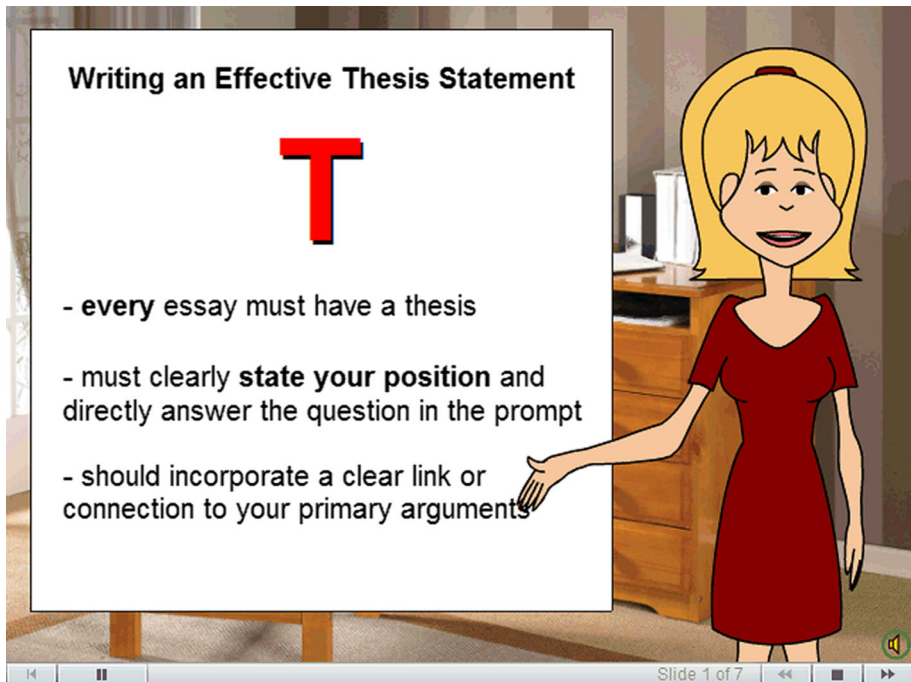 Writing an Effective Thesis Statement
T
- every essay must have a thesis
- must clearly state your position and
directly answer the question in the prompt
- should incorporate a clear link or
connection to your primary arguments
Slide 1 of 7